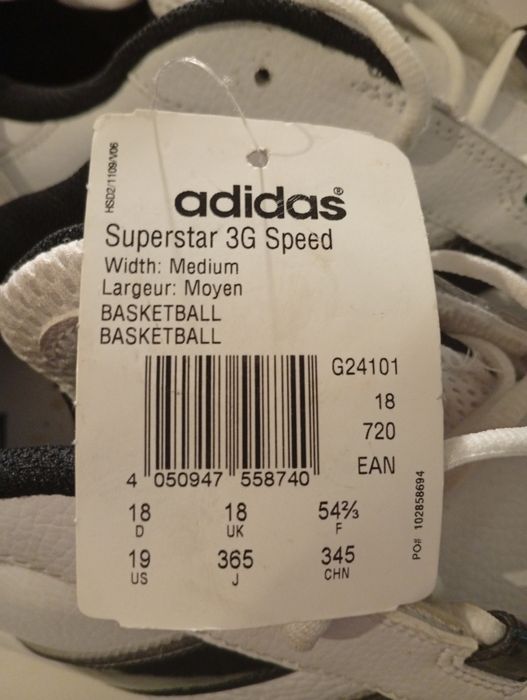 HSD2/1109/V06
adidas®
Superstar 3G Speed
Width: Medium
Largeur: Moyen
BASKETBALL
BASKETBALL
G24101
18
720
EAN
4 050947 558740
18 18 54⅔
D UK F
19 365 345
US J CHN
PO# 102858694